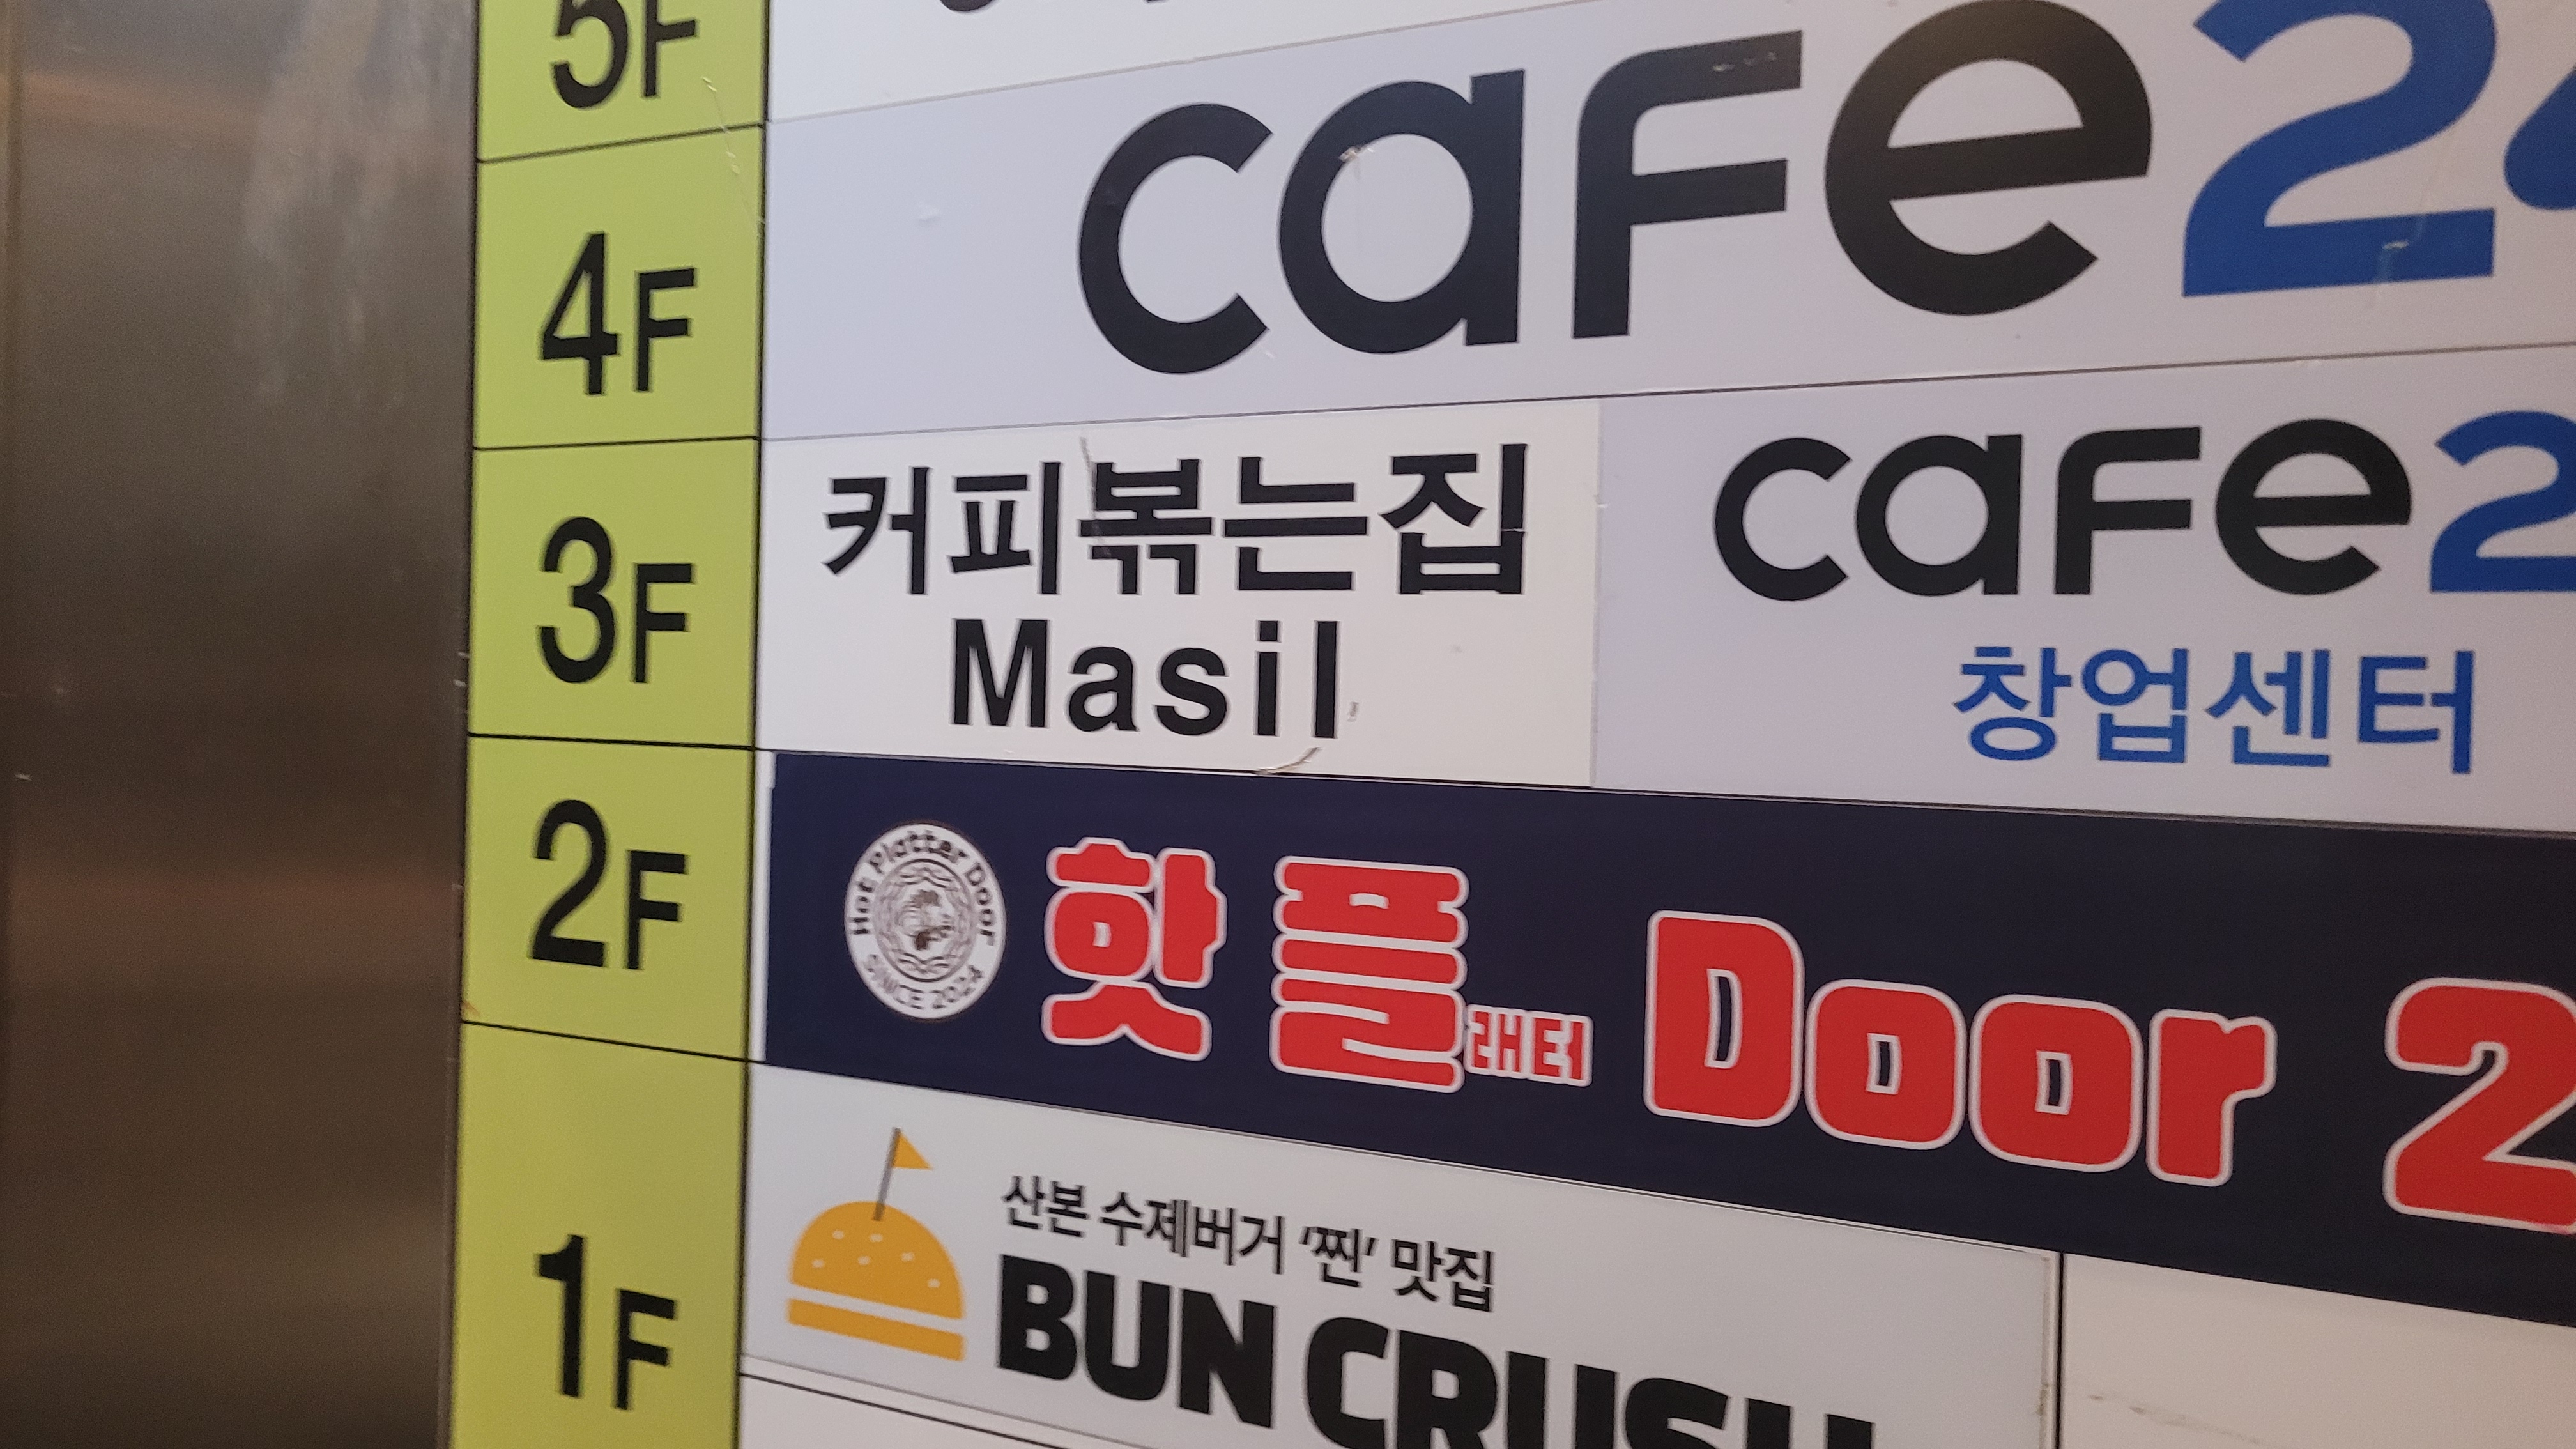 5F
4F
cafe2
3F
커피볶는집
Masil
cafe2
창업센터
2F
Hot Platter Door
SINCE 2024
핫플래터 Door 2
1F
산본 수제버거 '찐' 맛집
BUN CRUSH